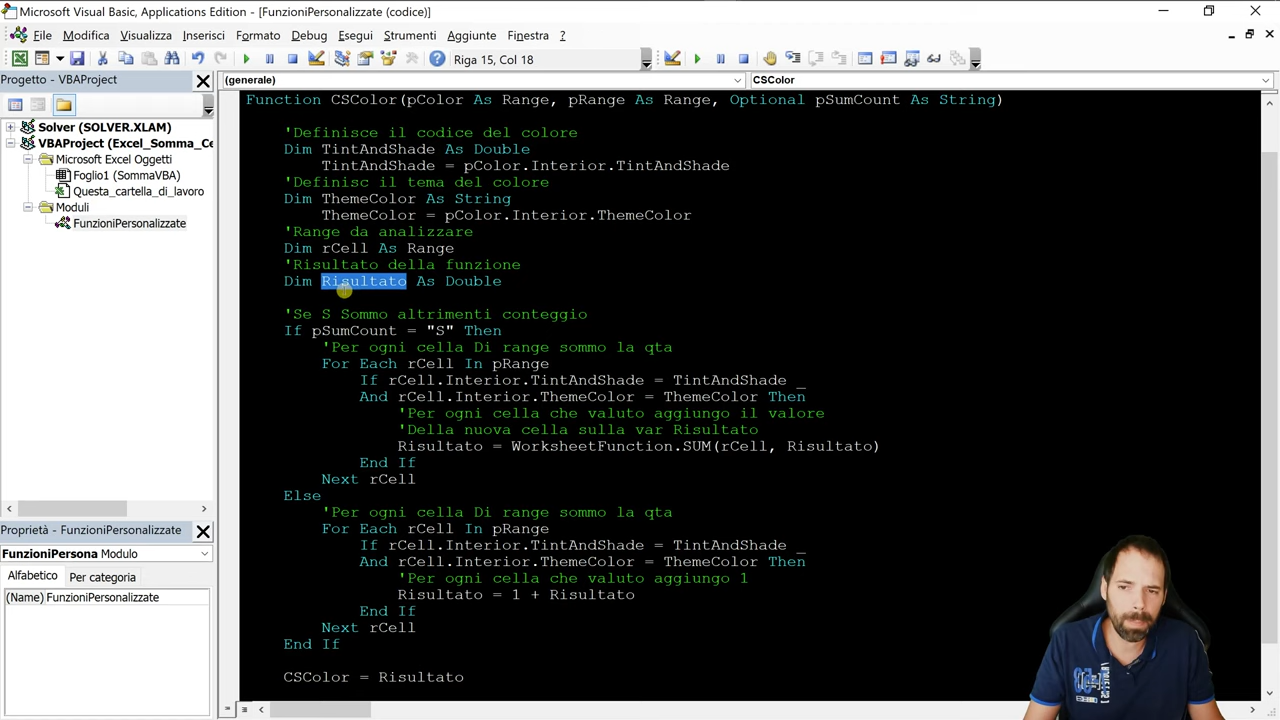 Microsoft Visual Basic, Applications Edition - [FunzioniPersonalizzate (codice)]
File Modifica Visualizza Inserisci Formato Debug Esegui Strumenti Aggiunte Finestra ?
Riga 15, Col 18
Progetto - VBAProject
(generale) CSColor
Solver (SOLVER.XLAM)
VBAProject (Excel_Somma_Ce
Microsoft Excel Oggetti
Foglio1 (SommaVBA)
Questa_cartella_di_lavoro
Moduli
FunzioniPersonalizzate
Proprietà - FunzioniPersonalizzate
FunzioniPersona Modulo
Alfabetico Per categoria
(Name) FunzioniPersonalizzate
Function CSColor(pColor As Range, pRange As Range, Optional pSumCount As String)
'Definisce il codice del colore
Dim TintAndShade As Double
TintAndShade = pColor.Interior.TintAndShade
'Definisc il tema del colore
Dim ThemeColor As String
ThemeColor = pColor.Interior.ThemeColor
'Range da analizzare
Dim rCell As Range
'Risultato della funzione
Dim Risultato As Double
'Se S Sommo altrimenti conteggio
If pSumCount = "S" Then
'Per ogni cella Di range sommo la qta
For Each rCell In pRange
If rCell.Interior.TintAndShade = TintAndShade _
And rCell.Interior.ThemeColor = ThemeColor Then
'Per ogni cella che valuto aggiungo il valore
'Della nuova cella sulla var Risultato
Risultato = WorksheetFunction.SUM(rCell, Risultato)
End If
Next rCell
Else
'Per ogni cella Di range sommo la qta
For Each rCell In pRange
If rCell.Interior.TintAndShade = TintAndShade _
And rCell.Interior.ThemeColor = ThemeColor Then
'Per ogni cella che valuto aggiungo 1
Risultato = 1 + Risultato
End If
Next rCell
End If
CSColor = Risultato